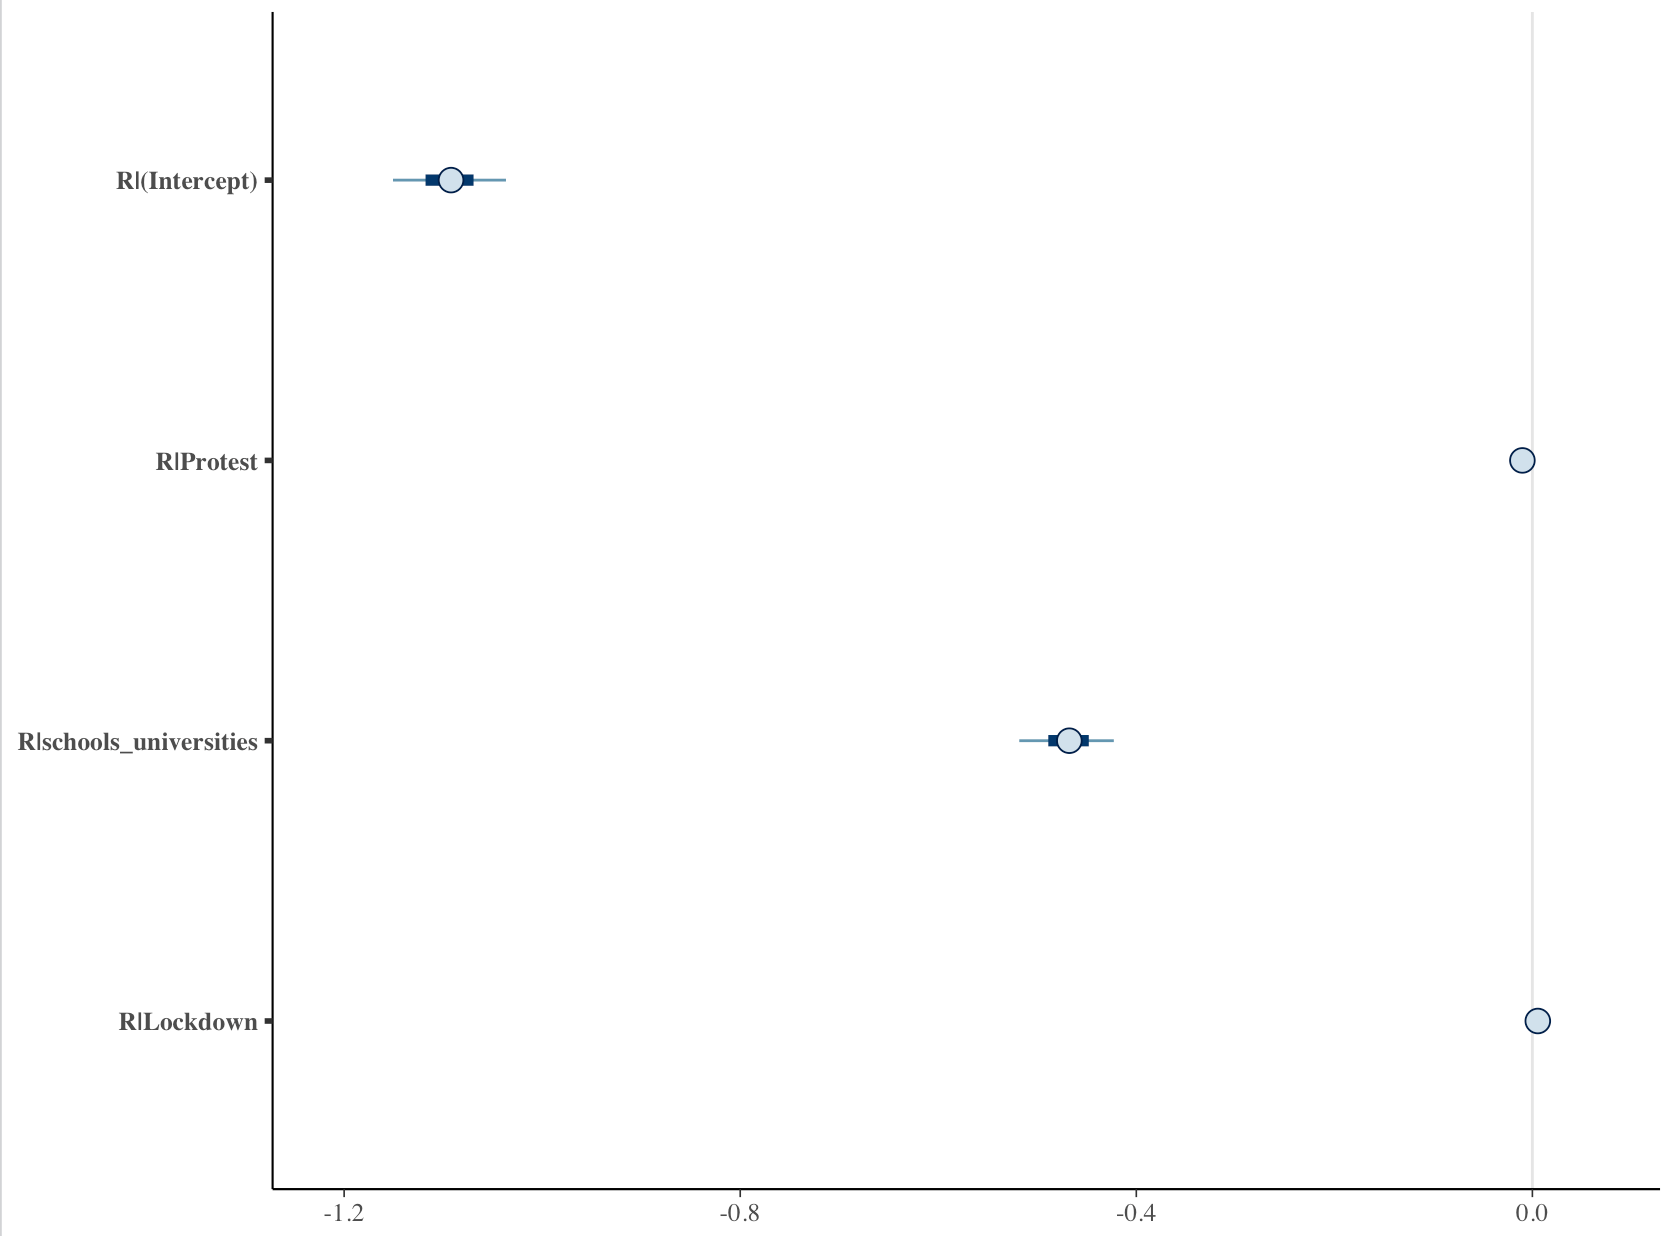 R|(Intercept)
R|Protest
R|schools_universities
R|Lockdown
-1.2 -0.8 -0.4 0.0